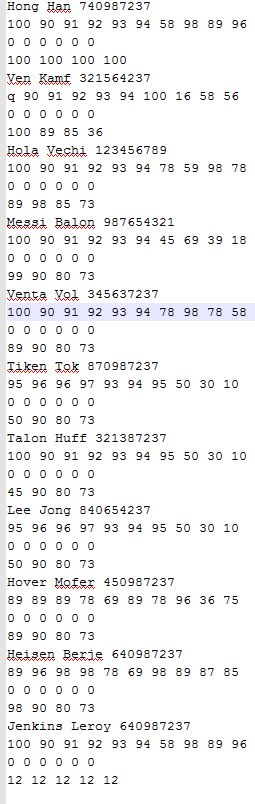 Hong Han 740987237
100 90 91 92 93 94 58 98 89 96
0 0 0 0 0 0
100 100 100 100
Ven Kamf 321564237
q 90 91 92 93 94 100 16 58 56
0 0 0 0 0 0
100 89 85 36
Hola Vechi 123456789
100 90 91 92 93 94 78 59 98 78
0 0 0 0 0 0
89 98 85 73
Messi Balon 987654321
100 90 91 92 93 94 45 69 39 18
0 0 0 0 0 0
99 90 80 73
Venta Vol 345637237
100 90 91 92 93 94 78 98 78 58
0 0 0 0 0 0
89 90 80 73
Tiken Tok 870987237
95 96 96 97 93 94 95 50 30 10
0 0 0 0 0 0
50 90 80 73
Talon Huff 321387237
100 90 91 92 93 94 95 50 30 10
0 0 0 0 0 0
45 90 80 73
Lee Jong 840654237
95 96 96 97 93 94 95 50 30 10
0 0 0 0 0 0
50 90 80 73
Hover Mofer 450987237
89 89 89 78 69 89 78 96 36 75
0 0 0 0 0 0
89 90 80 73
Heisen Berje 640987237
89 96 98 98 78 69 98 89 87 85
0 0 0 0 0 0
98 90 80 73
Jenkins Leroy 640987237
100 90 91 92 93 94 58 98 89 96
0 0 0 0 0 0
12 12 12 12 12